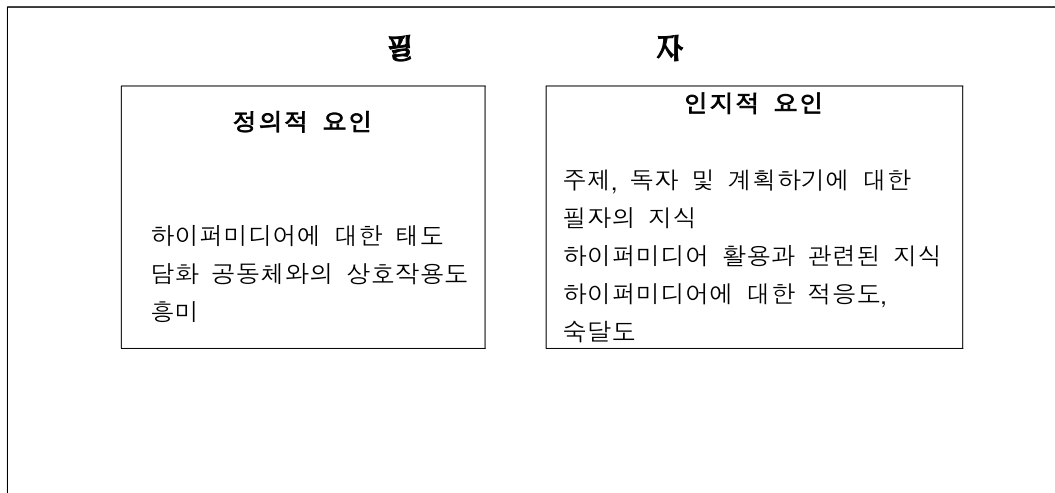 필 자
정의적 요인
하이퍼미디어에 대한 태도
담화 공동체와의 상호작용도
흥미
인지적 요인
주제, 독자 및 계획하기에 대한
필자의 지식
하이퍼미디어 활용과 관련된 지식
하이퍼미디어에 대한 적응도,
숙달도